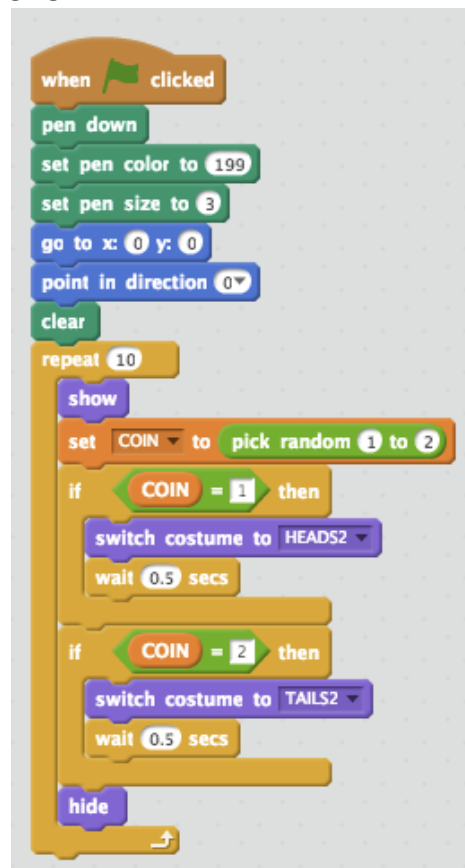 when clicked
pen down
set pen color to 199
set pen size to 3
go to x: 0 y: 0
point in direction 0
clear
repeat 10
show
set COIN to pick random 1 to 2
if COIN = 1 then
switch costume to HEADS2
wait 0.5 secs
if COIN = 2 then
switch costume to TAILS2
wait 0.5 secs
hide